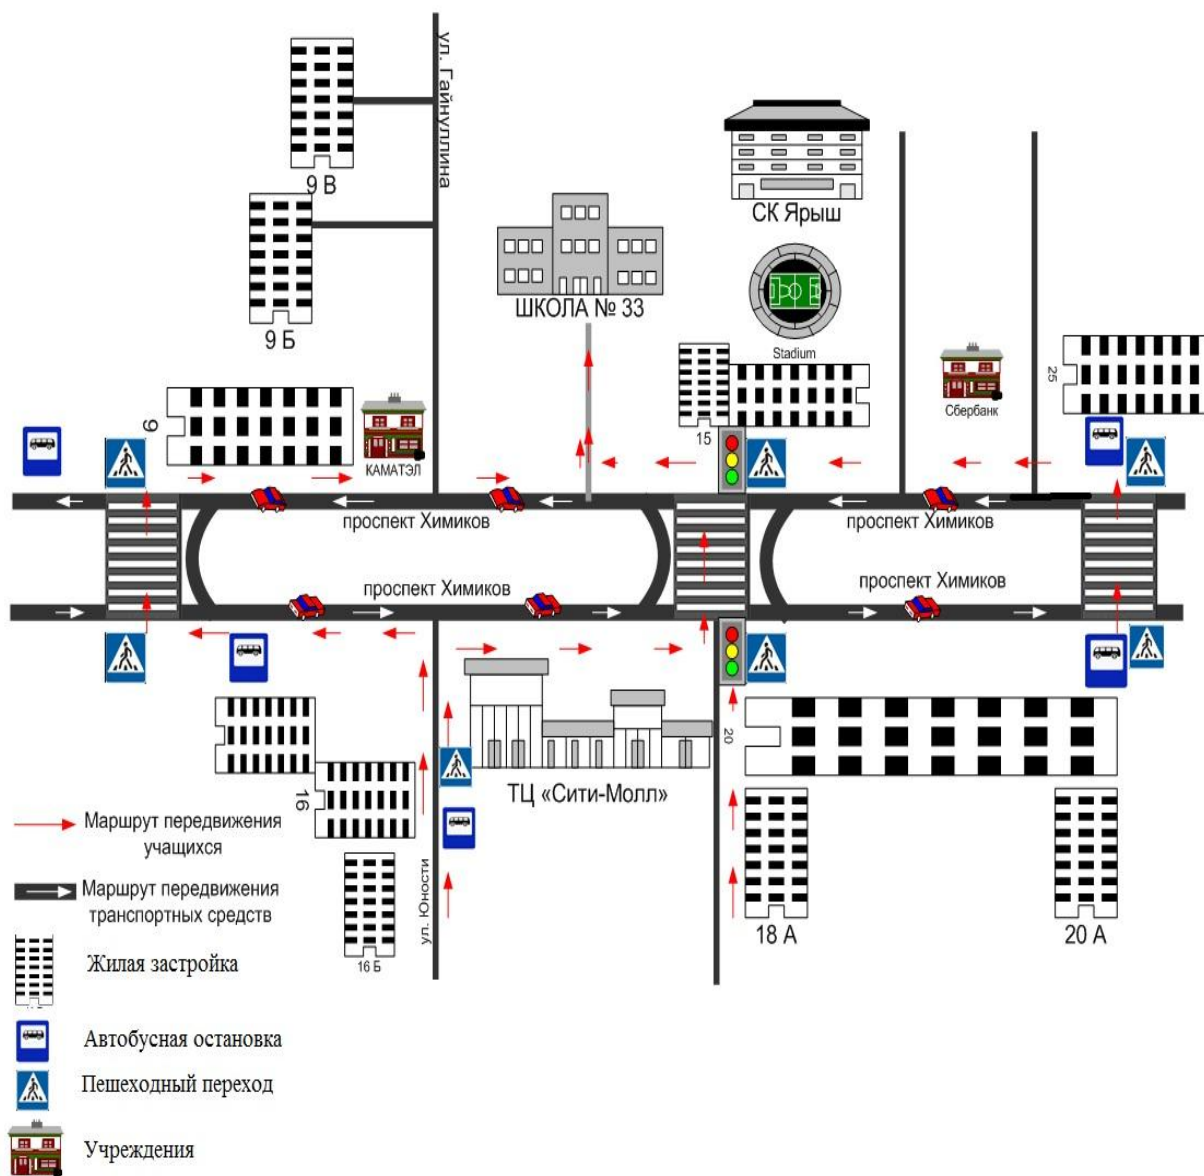 ул. Гайнуллина
9 В
СК Ярыш
ШКОЛА № 33
9 Б
Stadium
25
Сбербанк
9
15
КАМАТЭЛ
проспект Химиков
проспект Химиков
проспект Химиков
проспект Химиков
20
16
ТЦ «Сити-Молл»
Маршрут передвижения
учащихся
ул. Юности
Маршрут передвижения
транспортных средств
18 А
20 А
16 Б
Жилая застройка
Автобусная остановка
Пешеходный переход
Учреждения